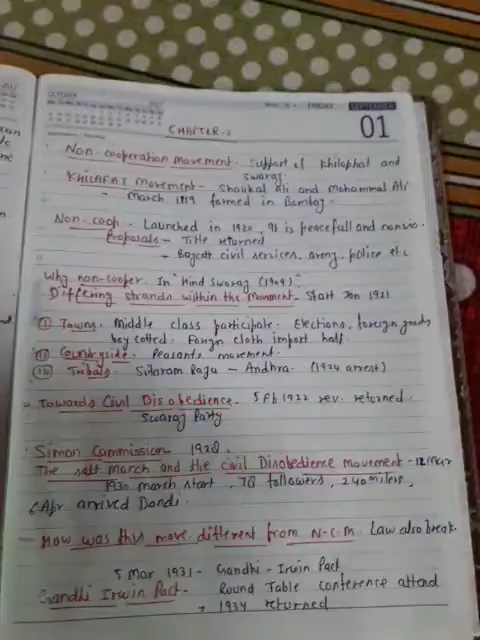 OCTOBER
FRIDAY SEPTEMBER
01
CHAPTER-2
Non-cooperation movement- Support of Khilaphat and
swaraj
KHILAFAT Movement - Shaukat Ali and Mohammal Ali
- March 1919 formed in Bombay.
Non-coop - Launched in 1920, It is peacefull and nonvio.
Proposals - Title returned
- Boycott civil services, army, police etc
Why non-cooper. In "Hind Swaraj (1909)".
Differing strands within the Movement- Start Jan 1921
(i) Towns- Middle class participate. Elections, foreign goods
boycotted. Forign cloth import half.
(ii) Countryside- Peasants movement.
(iii) Tribals- Sitaram Raju - Andhra. (1924 arrest)
Towards Civil Disobedience- 5 Fb 1922 rev. returned.
Swaraj Party
Simon Commission 1928.
The salt march and the civil Disobedience movement - 12 Mar
1930 march start, 78 followers, 240 miles,
6 Apr. arrived Dandi.
How was this move. different from N.C.M. Law also break.
5 Mar 1931 - Gandhi-Irwin Pact
Gandhi Irwin Pact- Round Table conference attend
→ 1934 returned